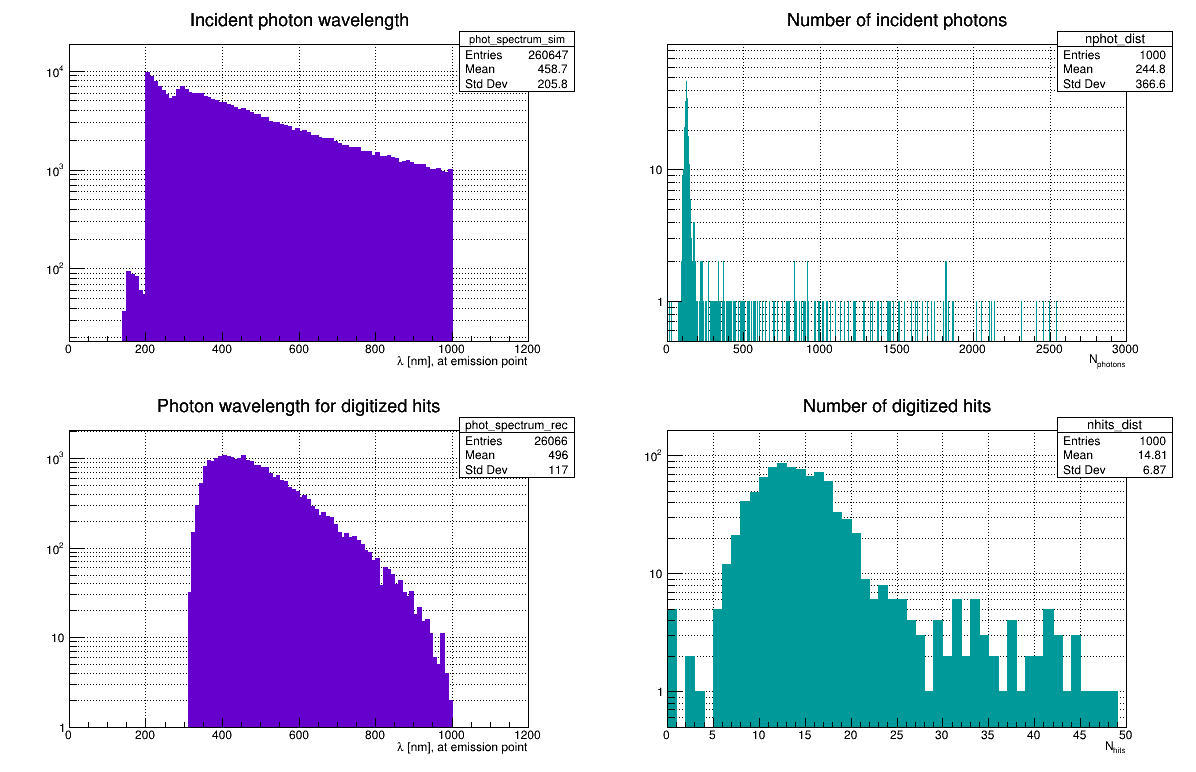 Incident photon wavelength
phot_spectrum_sim
Entries 260647
Mean 458.7
Std Dev 205.8
10^4
10^3
10^2
0 200 400 600 800 1000 1200
λ [nm], at emission point
Number of incident photons
nphot_dist
Entries 1000
Mean 244.8
Std Dev 366.6
10
1
0 500 1000 1500 2000 2500 3000
N_photons
Photon wavelength for digitized hits
phot_spectrum_rec
Entries 26066
Mean 496
Std Dev 117
10^3
10^2
10
1
0 200 400 600 800 1000 1200
λ [nm], at emission point
Number of digitized hits
nhits_dist
Entries 1000
Mean 14.81
Std Dev 6.87
10^2
10
1
0 5 10 15 20 25 30 35 40 45 50
N_hits